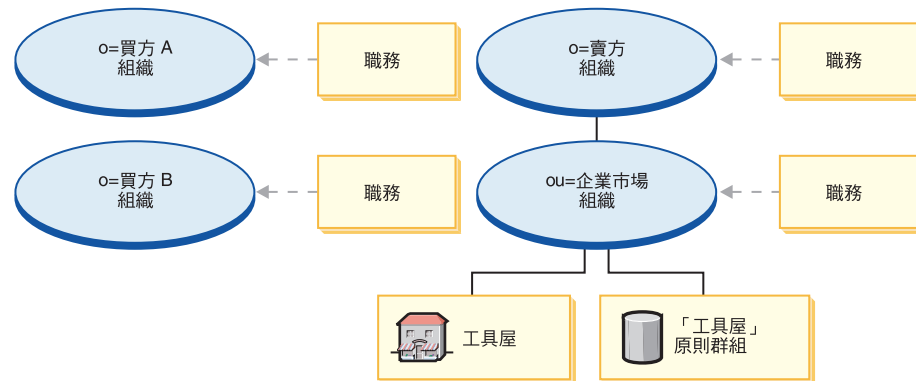 o=買方 A
組織
職務
o=賣方
組織
職務
o=買方 B
組織
職務
ou=企業市場
組織
職務
工具屋
「工具屋」
原則群組